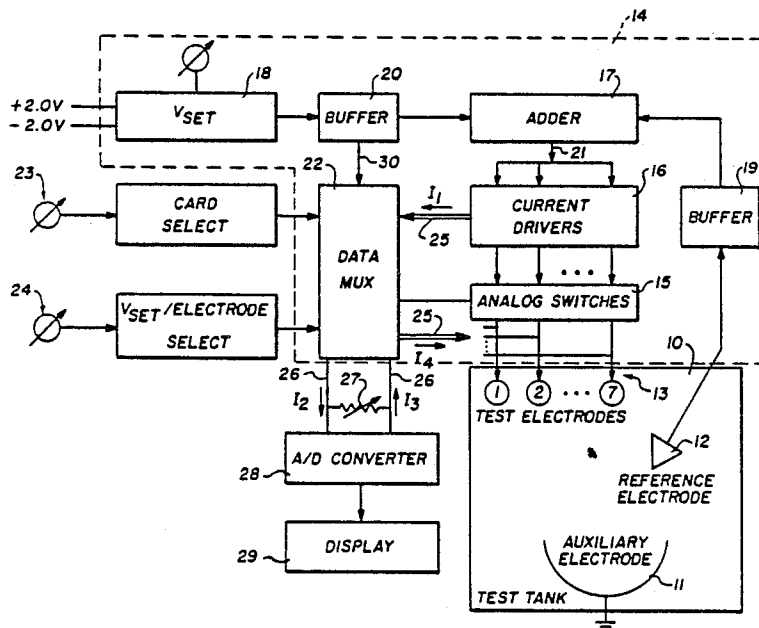 14
18
20
17
+2.0V
-2.0V
VSET
BUFFER
ADDER
21
30
22
16
19
23
CARD
SELECT
I1
25
CURRENT
DRIVERS
BUFFER
DATA
MUX
...
15
ANALOG SWITCHES
24
VSET/ELECTRODE
SELECT
25
I4
10
26
26
27
I2
I3
1 2 ... 7
13
TEST ELECTRODES
12
A/D CONVERTER
28
REFERENCE
ELECTRODE
DISPLAY
29
AUXILIARY
ELECTRODE
11
TEST TANK